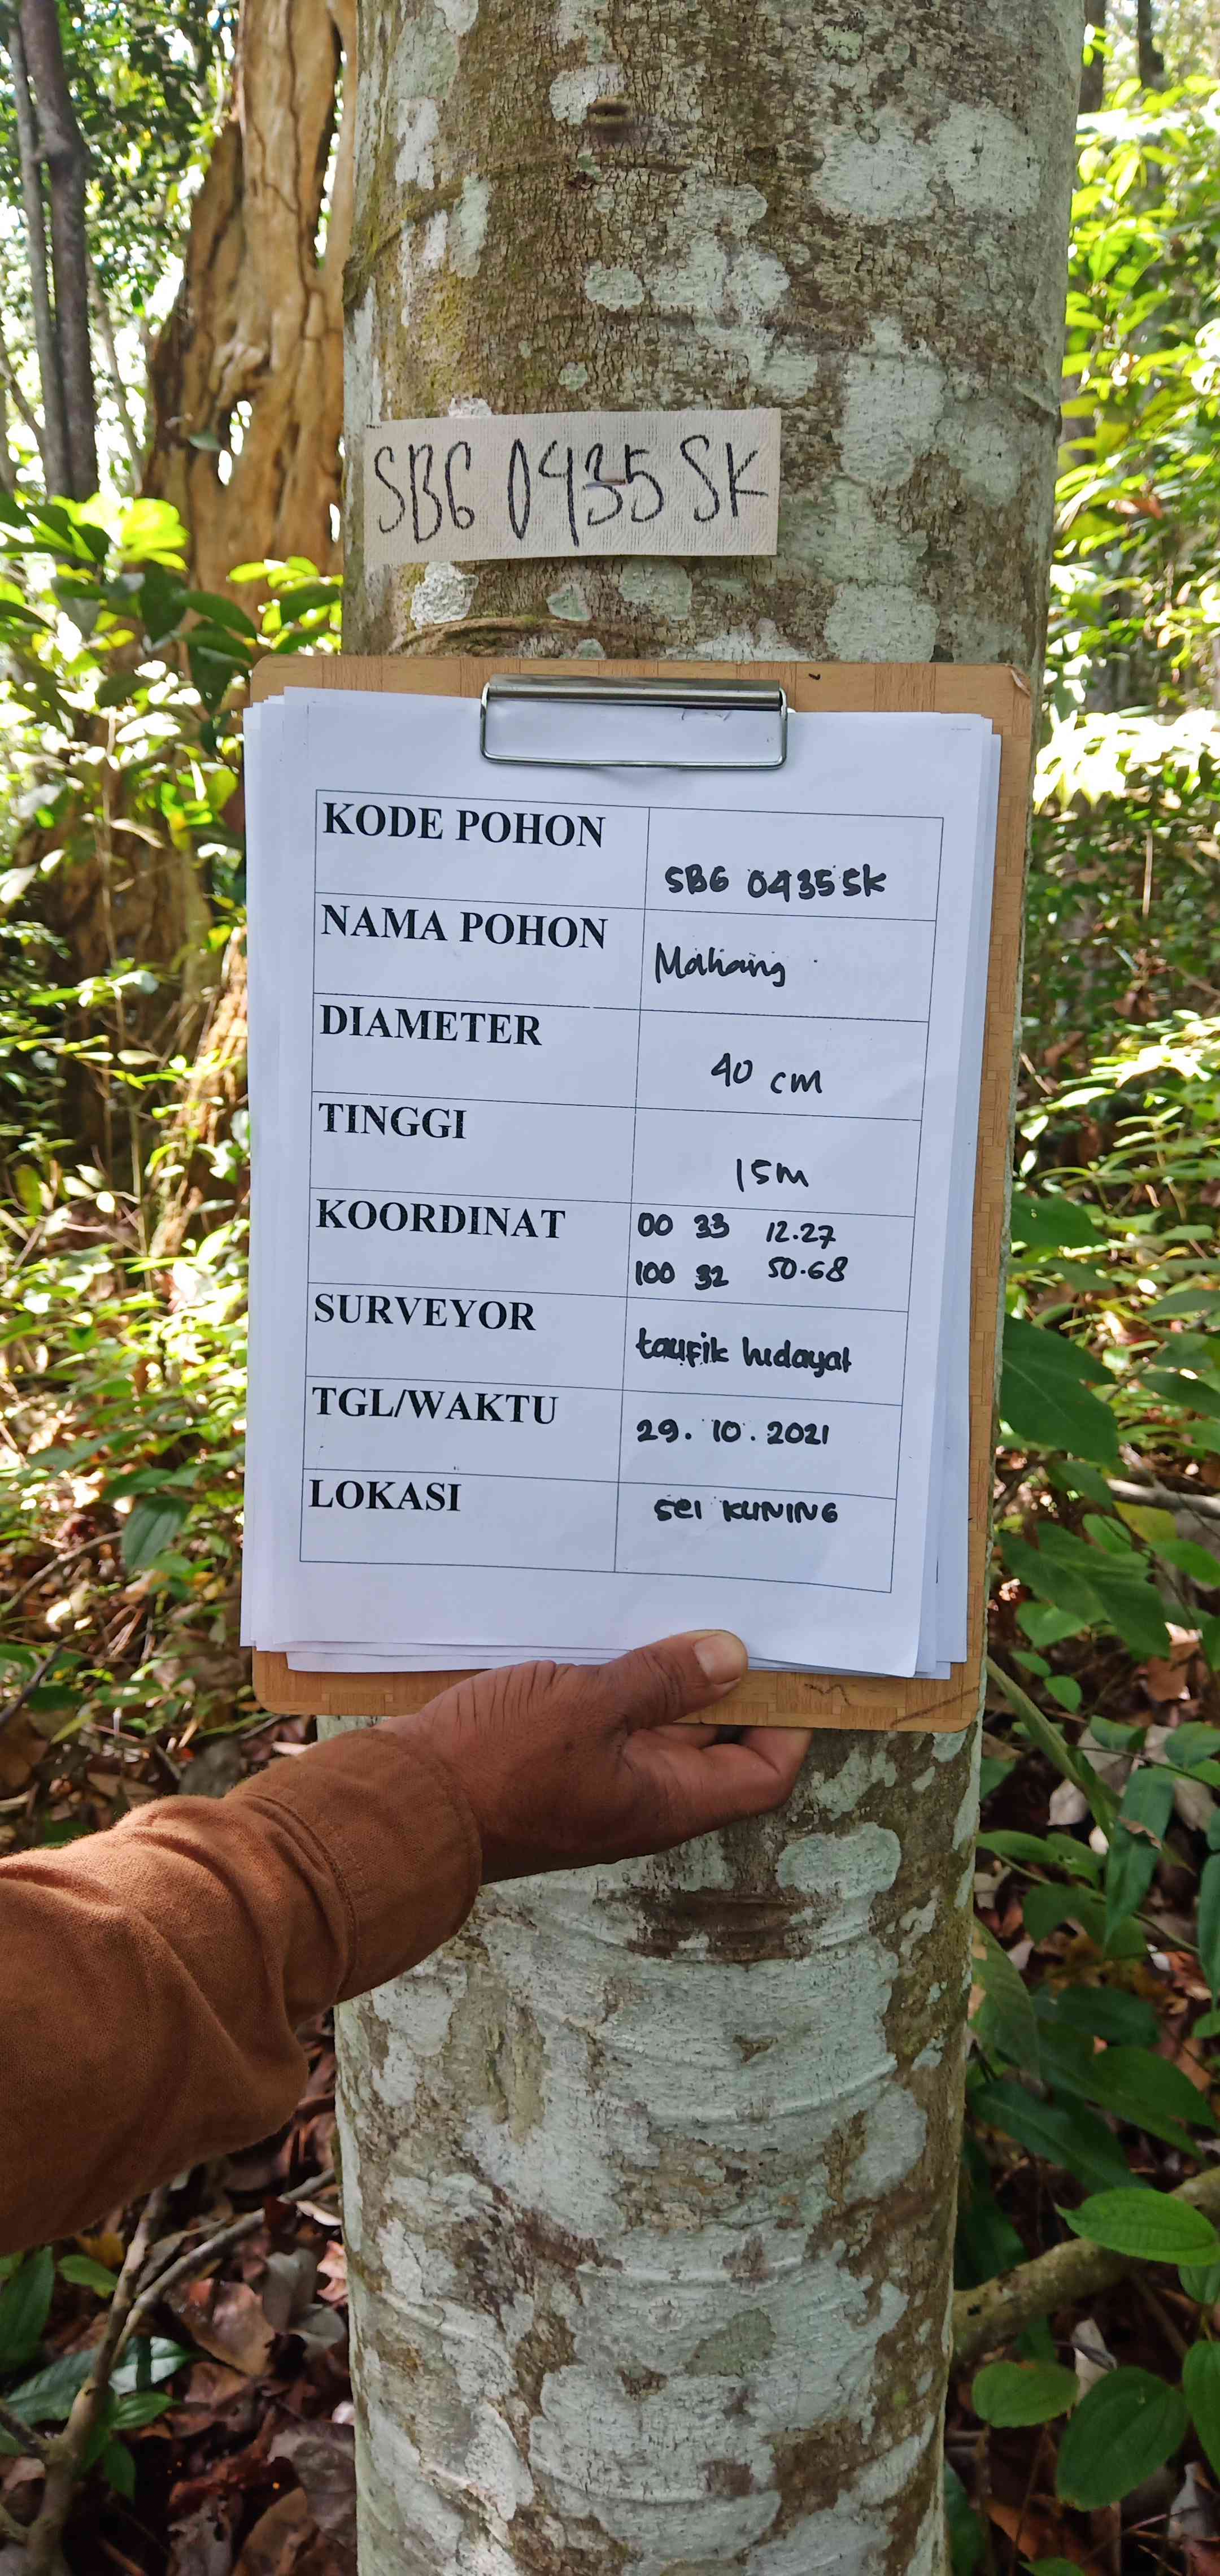 SBG 0435 SK
KODE POHON
SBG 0435 SK
NAMA POHON
Mahang
DIAMETER
40 cm
TINGGI
15m
KOORDINAT
00 33 12.27
100 32 50.68
SURVEYOR
taufik hidayat
TGL/WAKTU
29.10.2021
LOKASI
sei KUNING